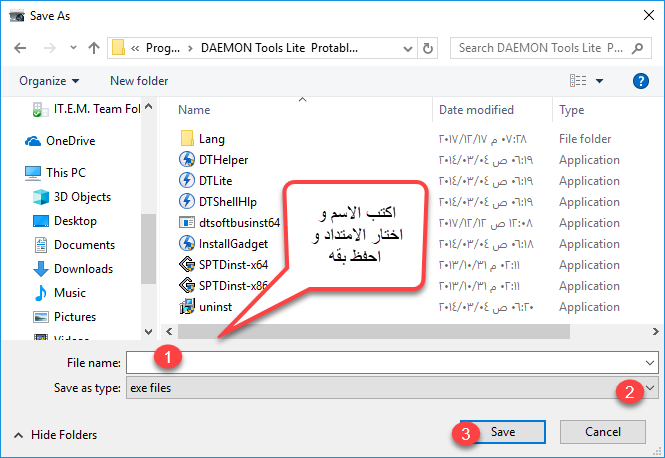 Save As
Prog... DAEMON Tools Lite Protabl...
Search DAEMON Tools Lite P...
Organize
New folder
?
I.T.E.M. Team Fol
OneDrive
This PC
3D Objects
Desktop
Documents
Downloads
Music
Pictures
Videos
Name Date modified Type
Lang ٠٧:٢٨ م ٢٠١٧/١٢/١٧ File folder
DTHelper ٠٦:١٩ ص ٢٠١٤/٠٣/٠٤ Application
DTLite ٠٦:١٩ ص ٢٠١٤/٠٣/٠٤ Application
DTShellHlp ٠٦:١٩ ص ٢٠١٤/٠٣/٠٤ Application
dtsoftbusinst64 ١٢:٠٨ ص ٢٠١٧/١٢/١٢ Application
InstallGadget ٠٦:١٨ ص ٢٠١٤/٠٣/٠٤ Application
SPTDinst-x64 ٠٢:١١ م ٢٠١٣/١٠/٣١ Application
SPTDinst-x86 ٠٢:١١ م ٢٠١٣/١٠/٣١ Application
uninst ٠٦:٢٠ ص ٢٠١٤/٠٣/٠٤ Application
اكتب الاسم و
اختار الامتداد و
احفظ بقه
File name: 1
Save as type: exe files 2
Hide Folders
3 Save
Cancel